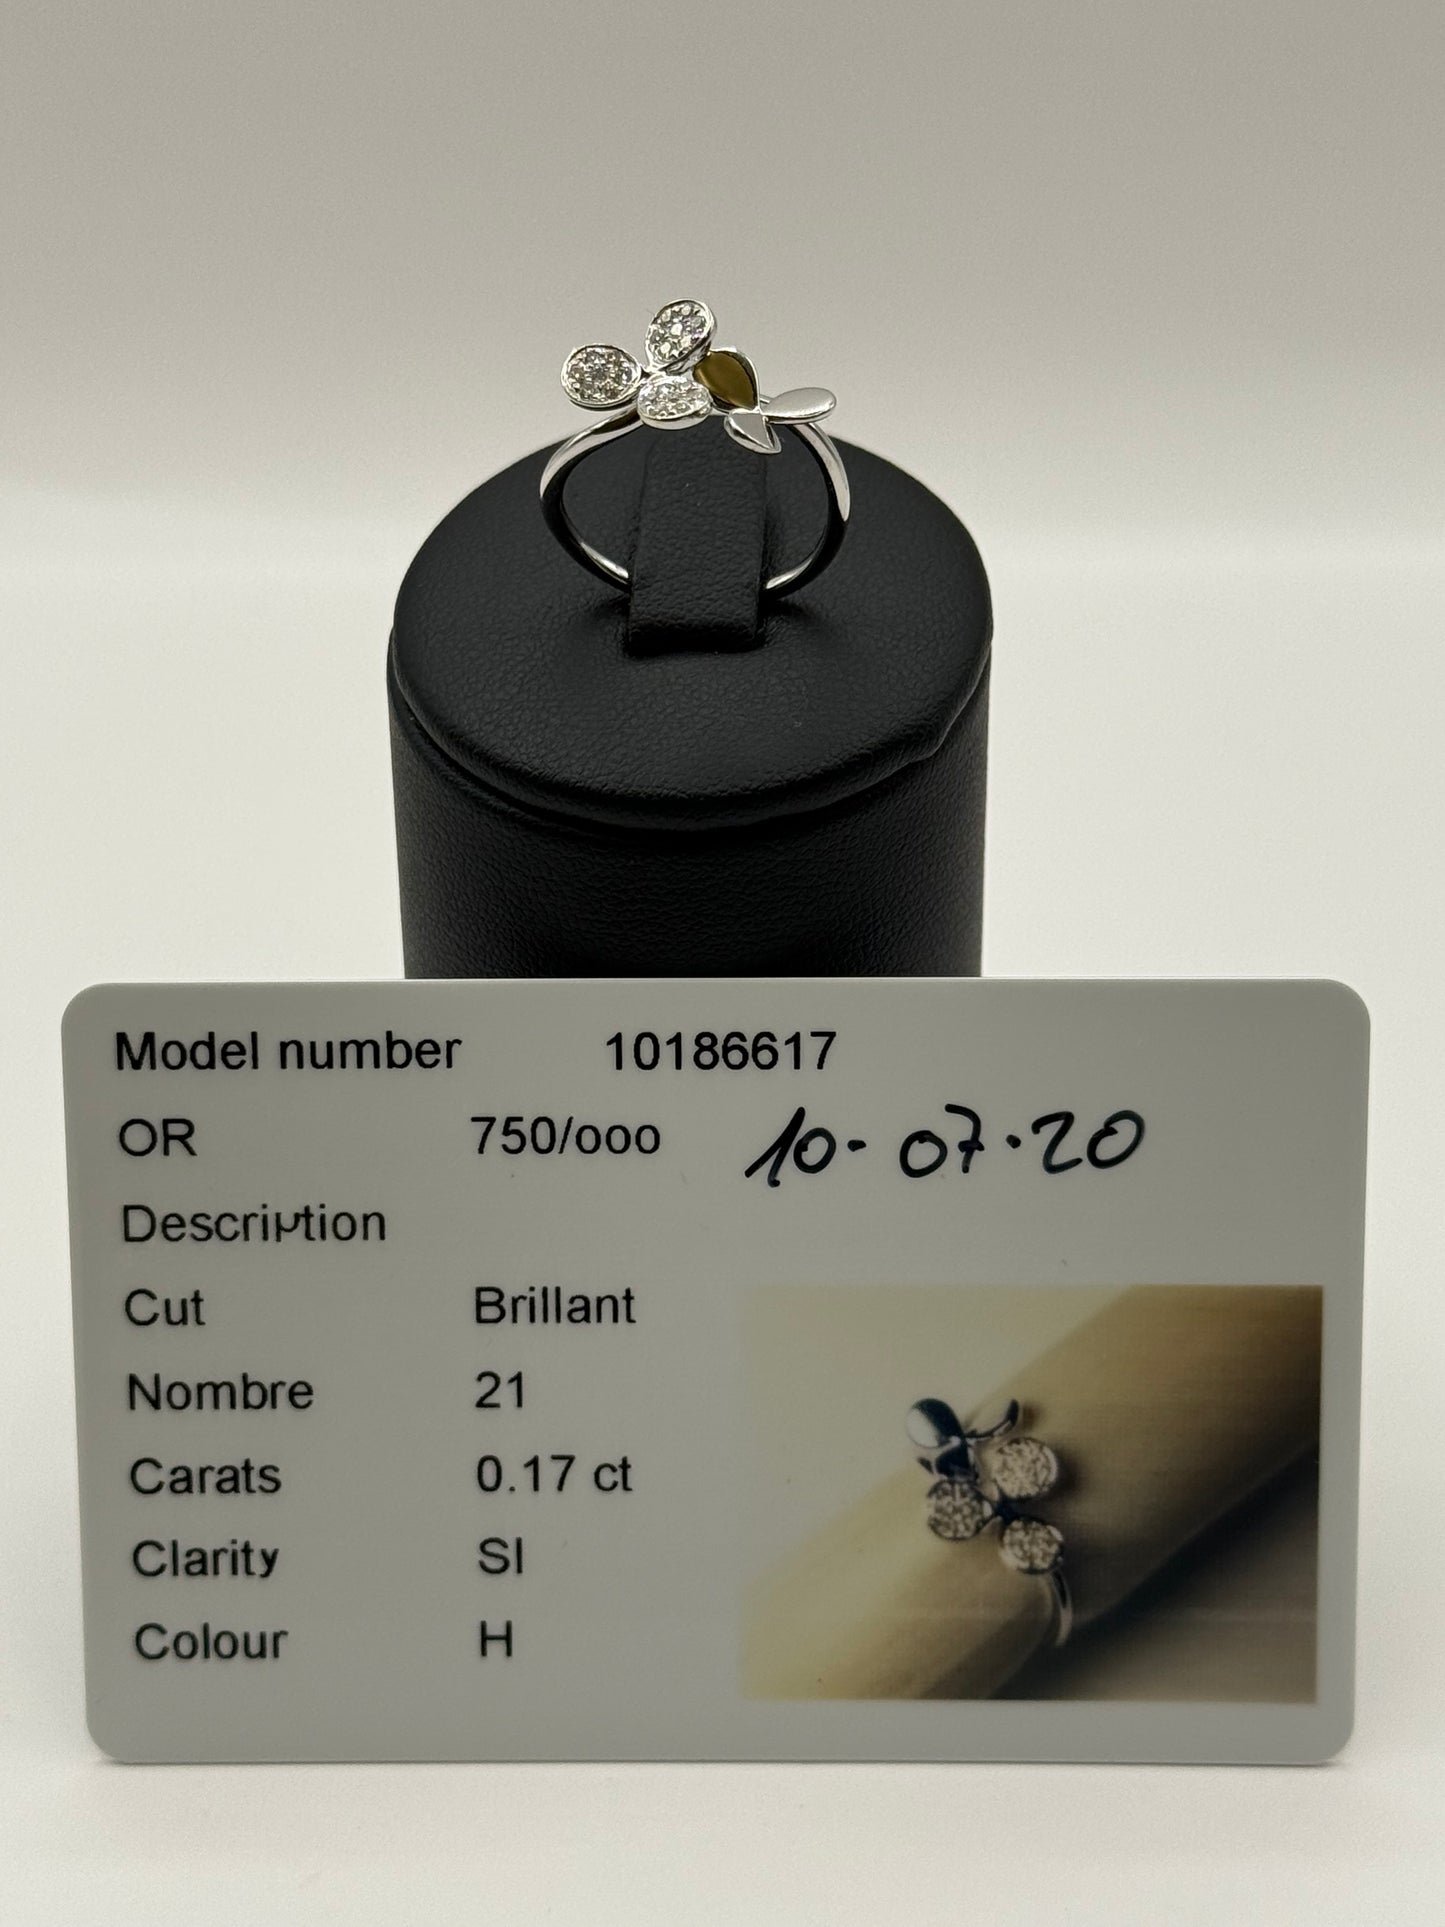 Model number 10186617
OR 750/ooo 10-07.20
Description
Cut Brillant
Nombre 21
Carats 0.17 ct
Clarity SI
Colour H